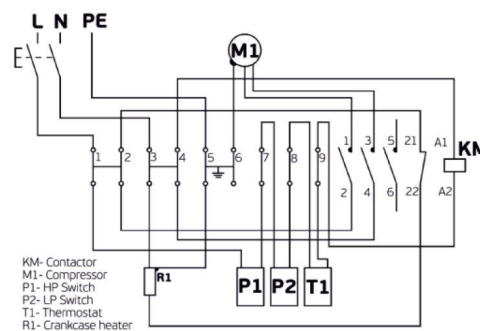 L N PE
M1
1 3 5 21 A1 KM
1 2 3 4 5 6 7 8 9
2 4 6 22 A2
R1
P1 P2 T1
KM- Contactor
M1- Compressor
P1- HP Switch
P2- LP Switch
T1- Thermostat
R1- Crankcase heater